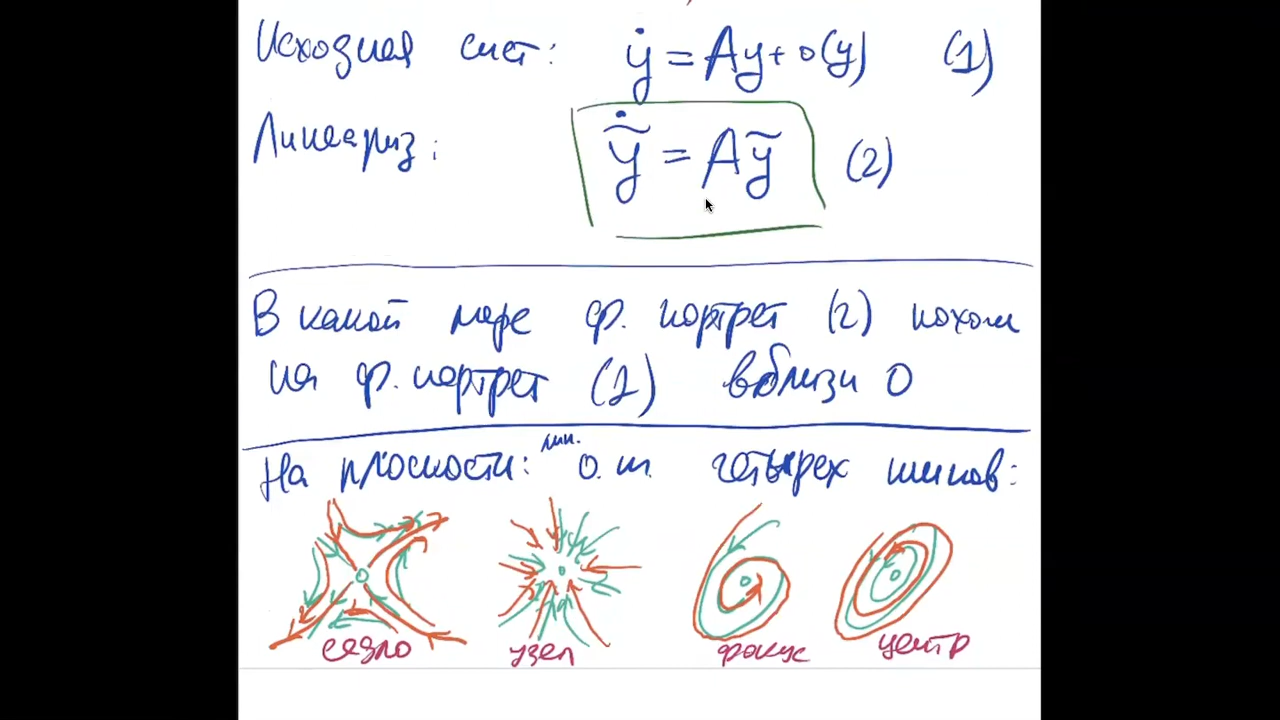 Исходная сист: ẏ = Ay + o(y) (1)
Линеариз: ỹ̇ = Aỹ (2)
В какой мере ф. портрет (2) похож
на ф. портрет (1) вблизи 0
лин.
На плоскости: о.т. четырех типов:
седло узел фокус центр